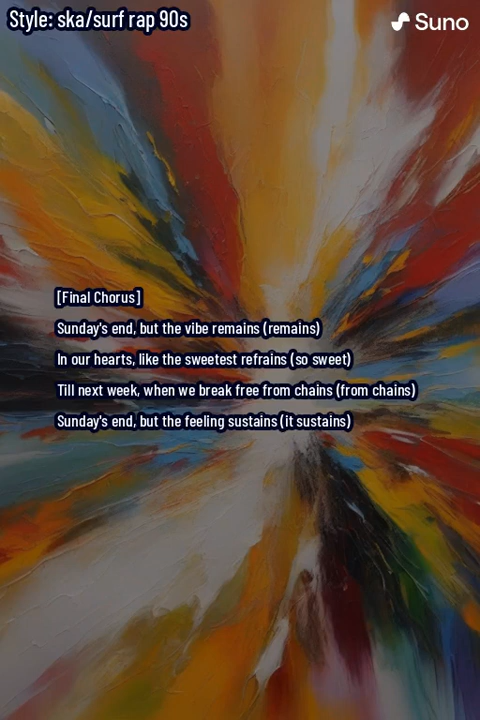 Style: ska/surf rap 90s
Suno
[Final Chorus]
Sunday's end, but the vibe remains (remains)
In our hearts, like the sweetest refrains (so sweet)
Till next week, when we break free from chains (from chains)
Sunday's end, but the feeling sustains (it sustains)